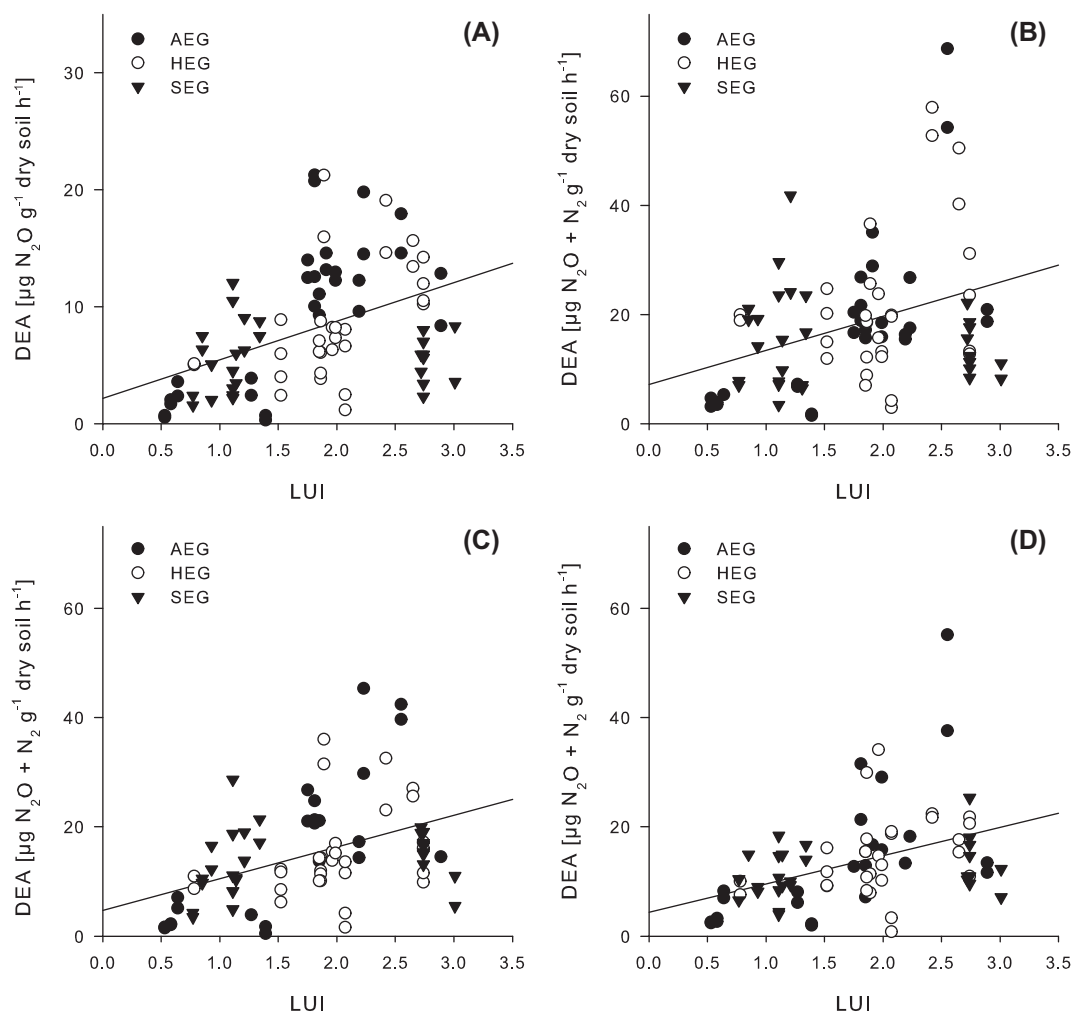 (A)
AEG
HEG
SEG
DEA [µg N₂O g⁻¹ dry soil h⁻¹]
30
20
10
0
0.0 0.5 1.0 1.5 2.0 2.5 3.0 3.5
LUI
(B)
AEG
HEG
SEG
DEA [µg N₂O + N₂ g⁻¹ dry soil h⁻¹]
60
40
20
0
0.0 0.5 1.0 1.5 2.0 2.5 3.0 3.5
LUI
(C)
AEG
HEG
SEG
DEA [µg N₂O + N₂ g⁻¹ dry soil h⁻¹]
60
40
20
0
0.0 0.5 1.0 1.5 2.0 2.5 3.0 3.5
LUI
(D)
AEG
HEG
SEG
DEA [µg N₂O + N₂ g⁻¹ dry soil h⁻¹]
60
40
20
0
0.0 0.5 1.0 1.5 2.0 2.5 3.0 3.5
LUI